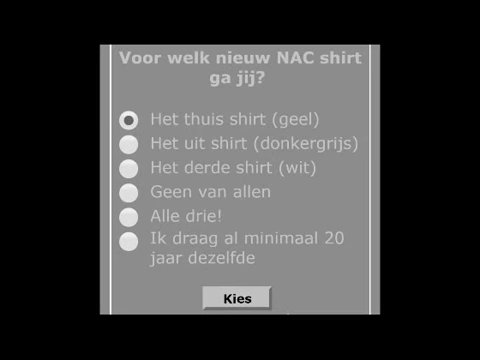 Voor welk nieuw NAC shirt
ga jij?
Het thuis shirt (geel)
Het uit shirt (donkergrijs)
Het derde shirt (wit)
Geen van allen
Alle drie!
Ik draag al minimaal 20
jaar dezelfde
Kies